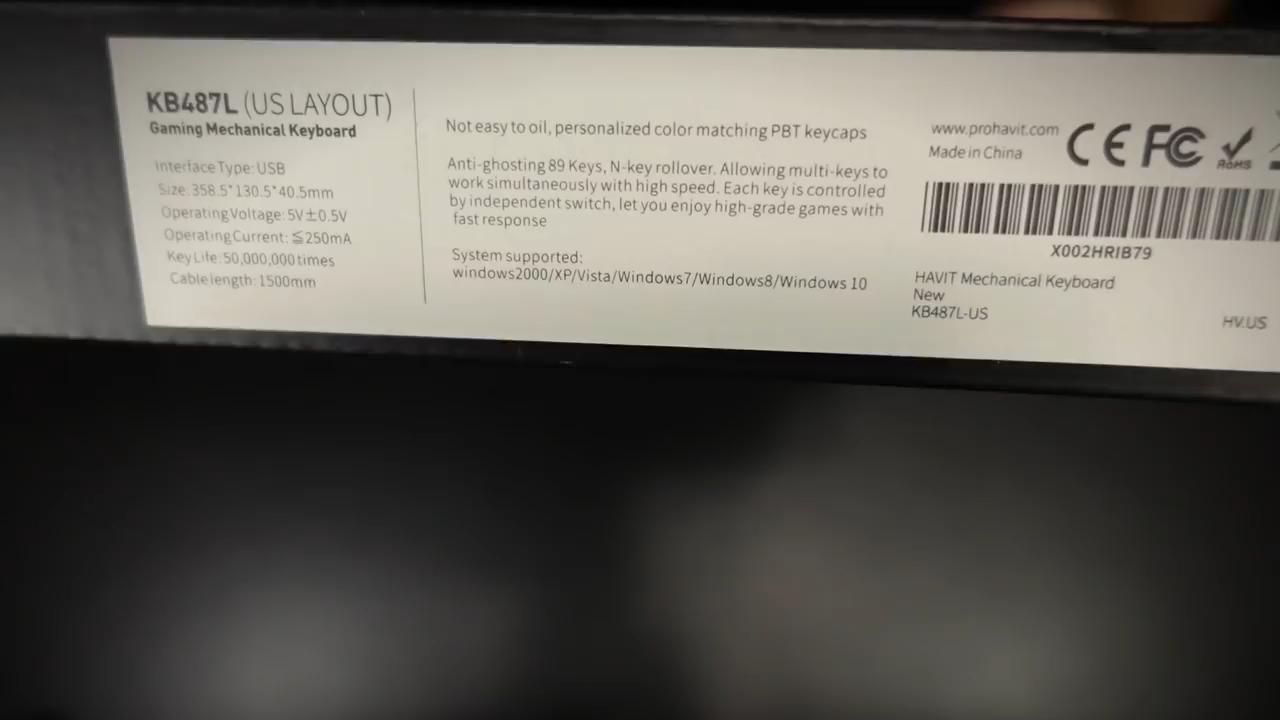 KB487L (US LAYOUT)
Gaming Mechanical Keyboard
Interface Type: USB
Size: 358.5*130.5*40.5mm
Operating Voltage: 5V±0.5V
Operating Current: ≦250mA
Key Life: 50,000,000 times
Cable length: 1500mm
Not easy to oil, personalized color matching PBT keycaps
Anti-ghosting 89 Keys, N-key rollover. Allowing multi-keys to
work simultaneously with high speed. Each key is controlled
by independent switch, let you enjoy high-grade games with
fast response
System supported:
windows2000/XP/Vista/Windows7/Windows8/Windows 10
www.prohavit.com
Made in China
CE FC RoHS
X002HRIB79
HAVIT Mechanical Keyboard
New
KB487L-US
HV.US